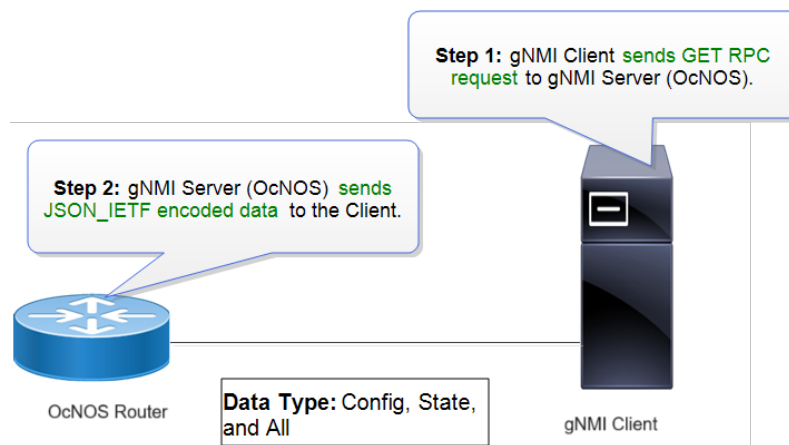 Step 1: gNMI Client sends GET RPC
request to gNMI Server (OcNOS).
Step 2: gNMI Server (OcNOS) sends
JSON_IETF encoded data to the Client.
OcNOS Router
Data Type: Config, State,
and All
gNMI Client